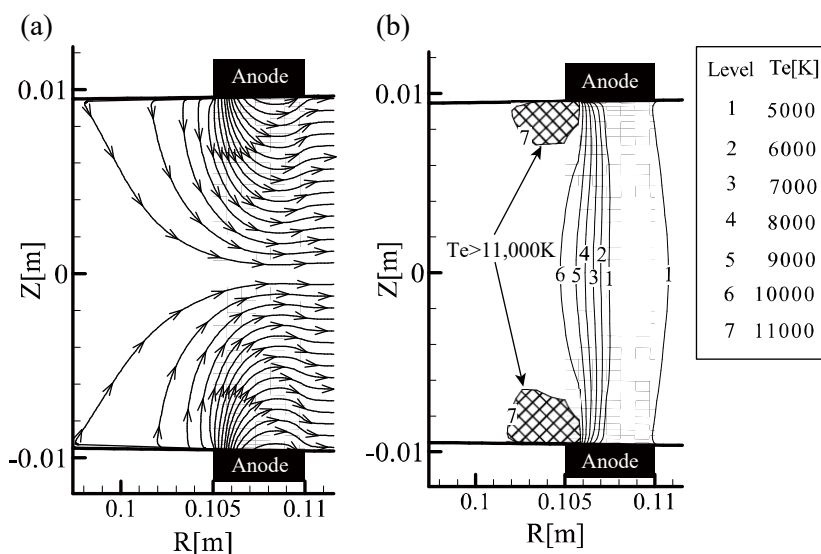 (a)
Anode
0.01
0
-0.01
Z[m]
Anode
0.1
0.105
0.11
R[m]
(b)
Anode
0.01
0
-0.01
Z[m]
7
Te>11,000K
4 2
6 5 3 1 1
7
Anode
0.1
0.105
0.11
R[m]
Level Te[K]
1 5000
2 6000
3 7000
4 8000
5 9000
6 10000
7 11000